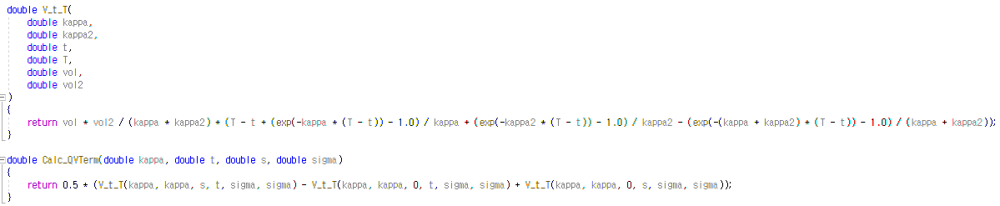 double V_t_T(
double kappa,
double kappa2,
double t,
double T,
double vol,
double vol2
)
{
return vol * vol2 / (kappa * kappa2) * (T - t + (exp(-kappa * (T - t)) - 1.0) / kappa + (exp(-kappa2 * (T - t)) - 1.0) / kappa2 - (exp(-(kappa + kappa2) * (T - t)) - 1.0) / (kappa + kappa2));
}
double Calc_QVTerm(double kappa, double t, double s, double sigma)
{
return 0.5 * (V_t_T(kappa, kappa, s, t, sigma, sigma) - V_t_T(kappa, kappa, 0, t, sigma, sigma) + V_t_T(kappa, kappa, 0, s, sigma, sigma));
}